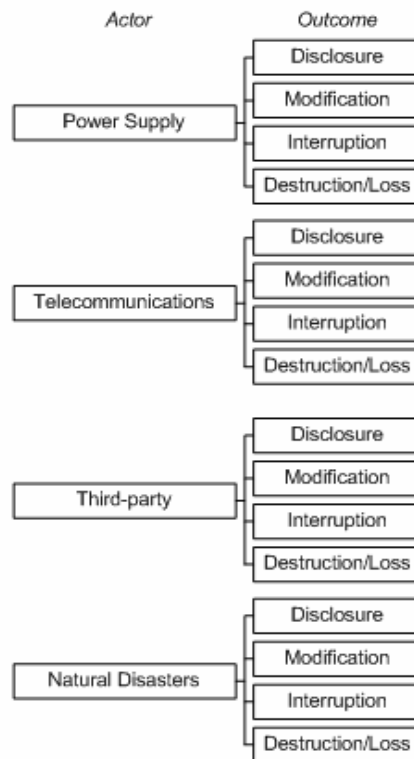 Actor Outcome
Disclosure
Modification
Power Supply
Interruption
Destruction/Loss
Disclosure
Modification
Telecommunications
Interruption
Destruction/Loss
Disclosure
Modification
Third-party
Interruption
Destruction/Loss
Disclosure
Modification
Natural Disasters
Interruption
Destruction/Loss